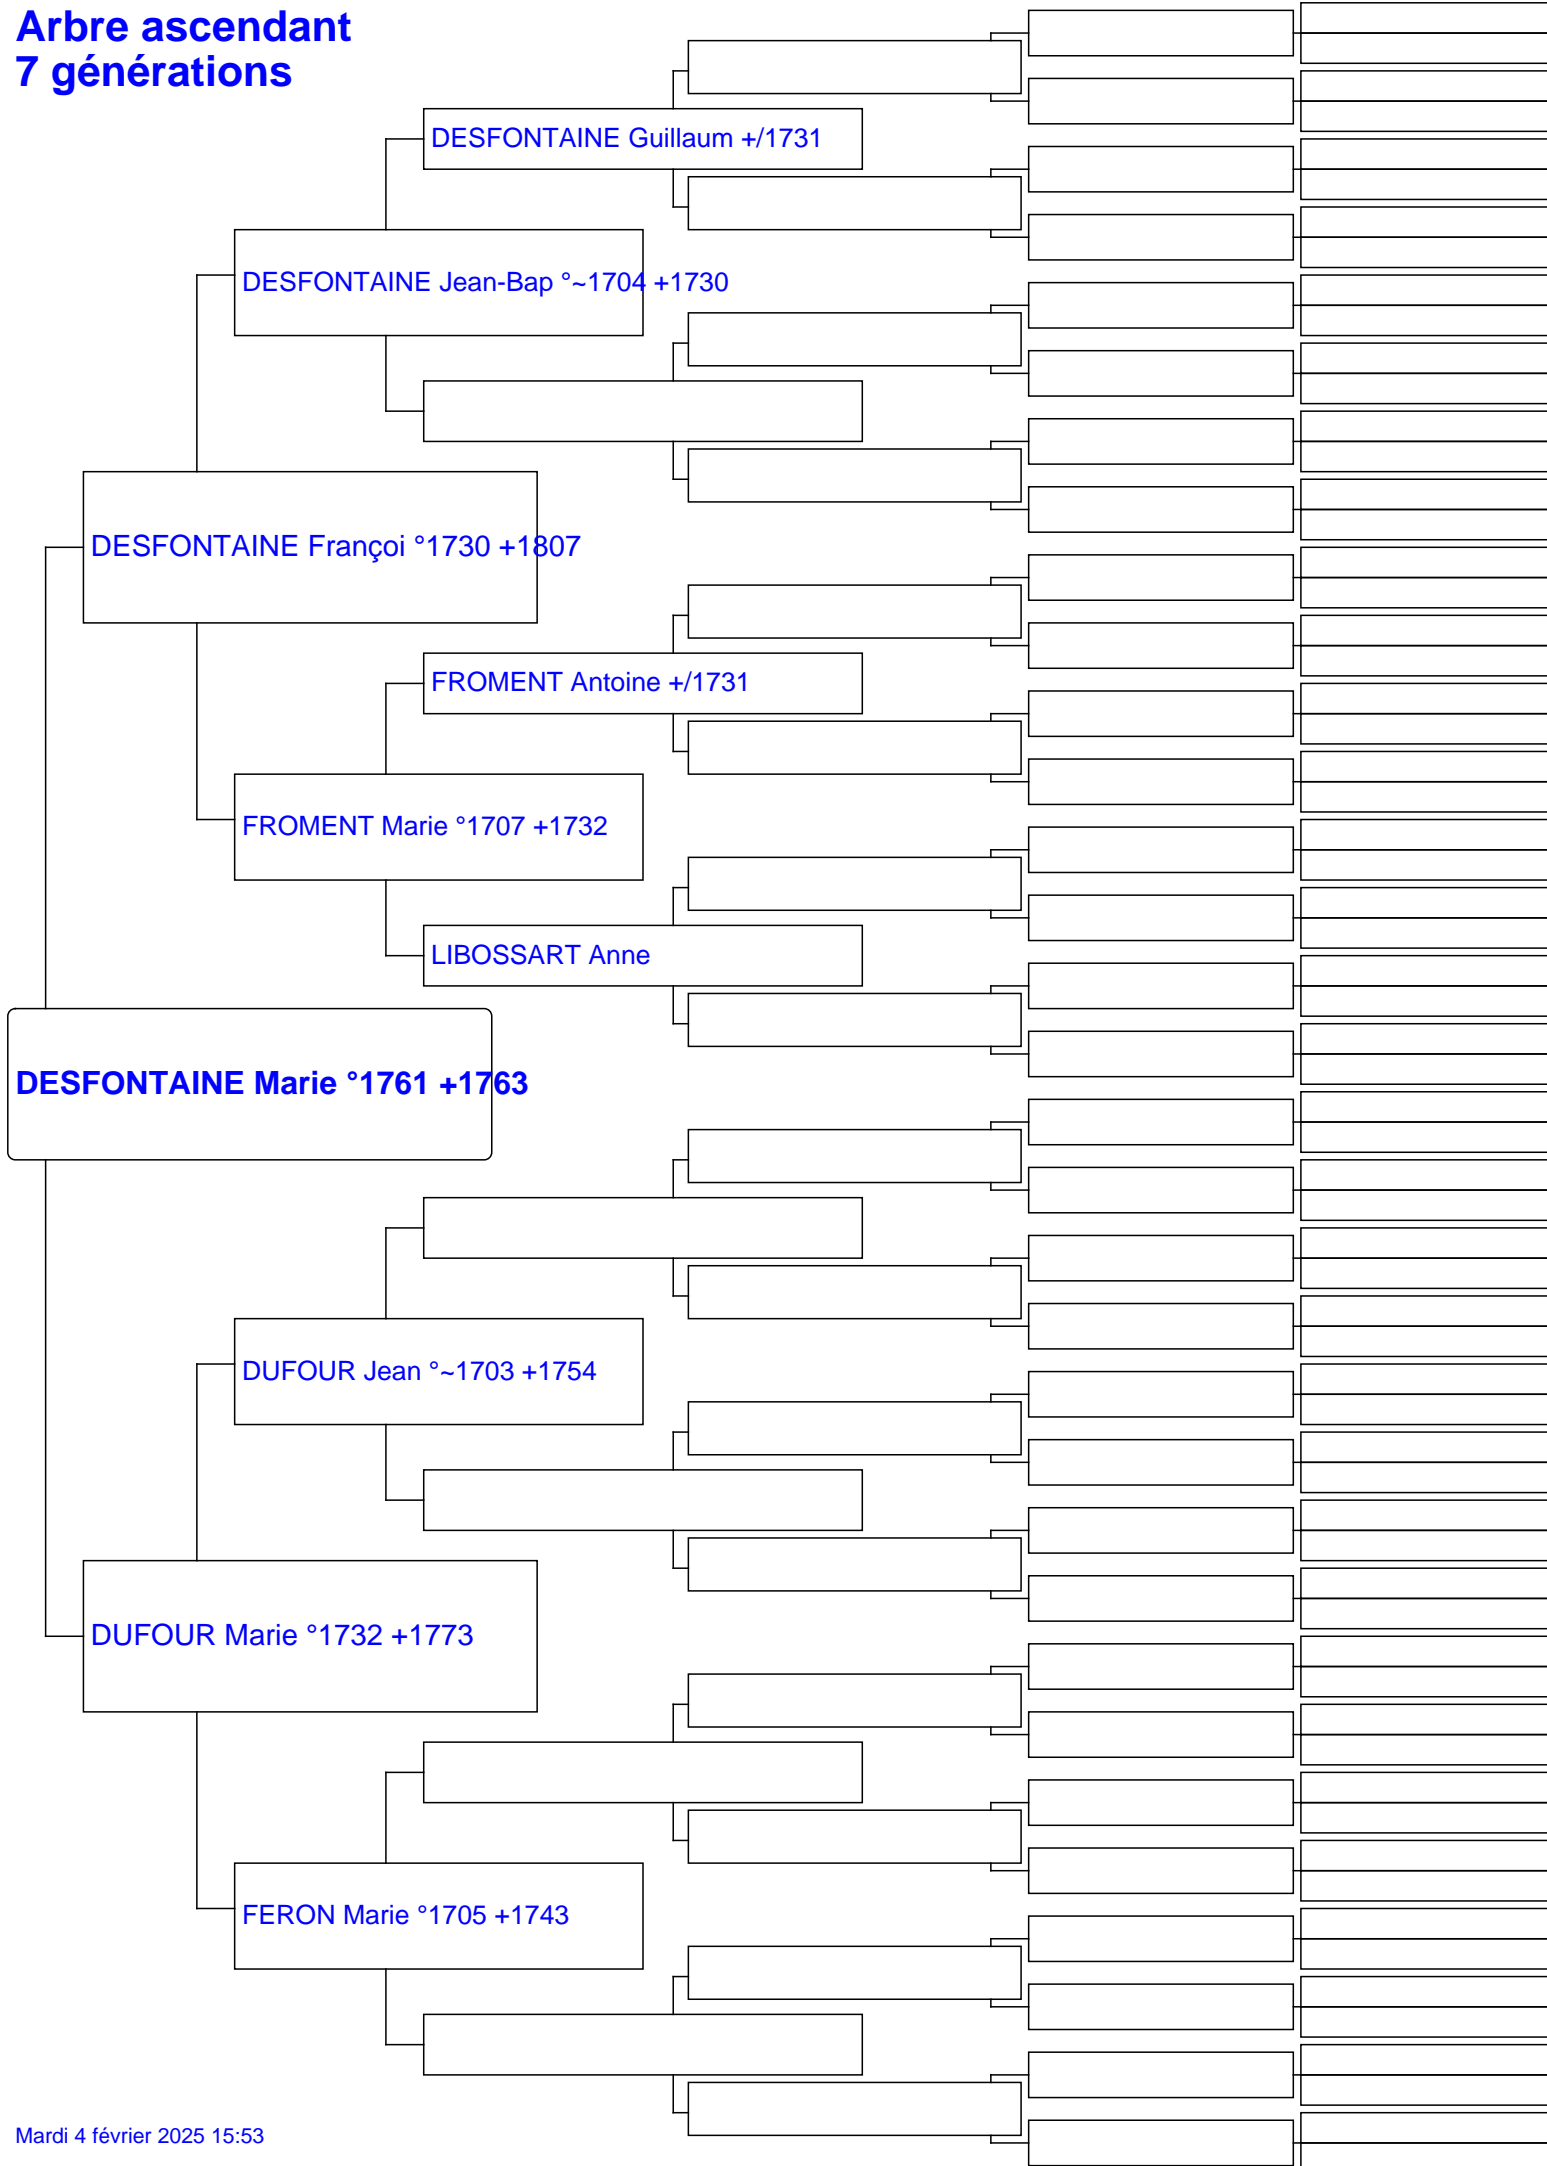 Arbre ascendant
7 générations
DESFONTAINE Guillaum +/1731
DESFONTAINE Jean-Bap °~1704 +1730
DESFONTAINE Françoi °1730 +1807
FROMENT Antoine +/1731
FROMENT Marie °1707 +1732
LIBOSSART Anne
DESFONTAINE Marie °1761 +1763
DUFOUR Jean °~1703 +1754
DUFOUR Marie °1732 +1773
FERON Marie °1705 +1743
Mardi 4 février 2025 15:53